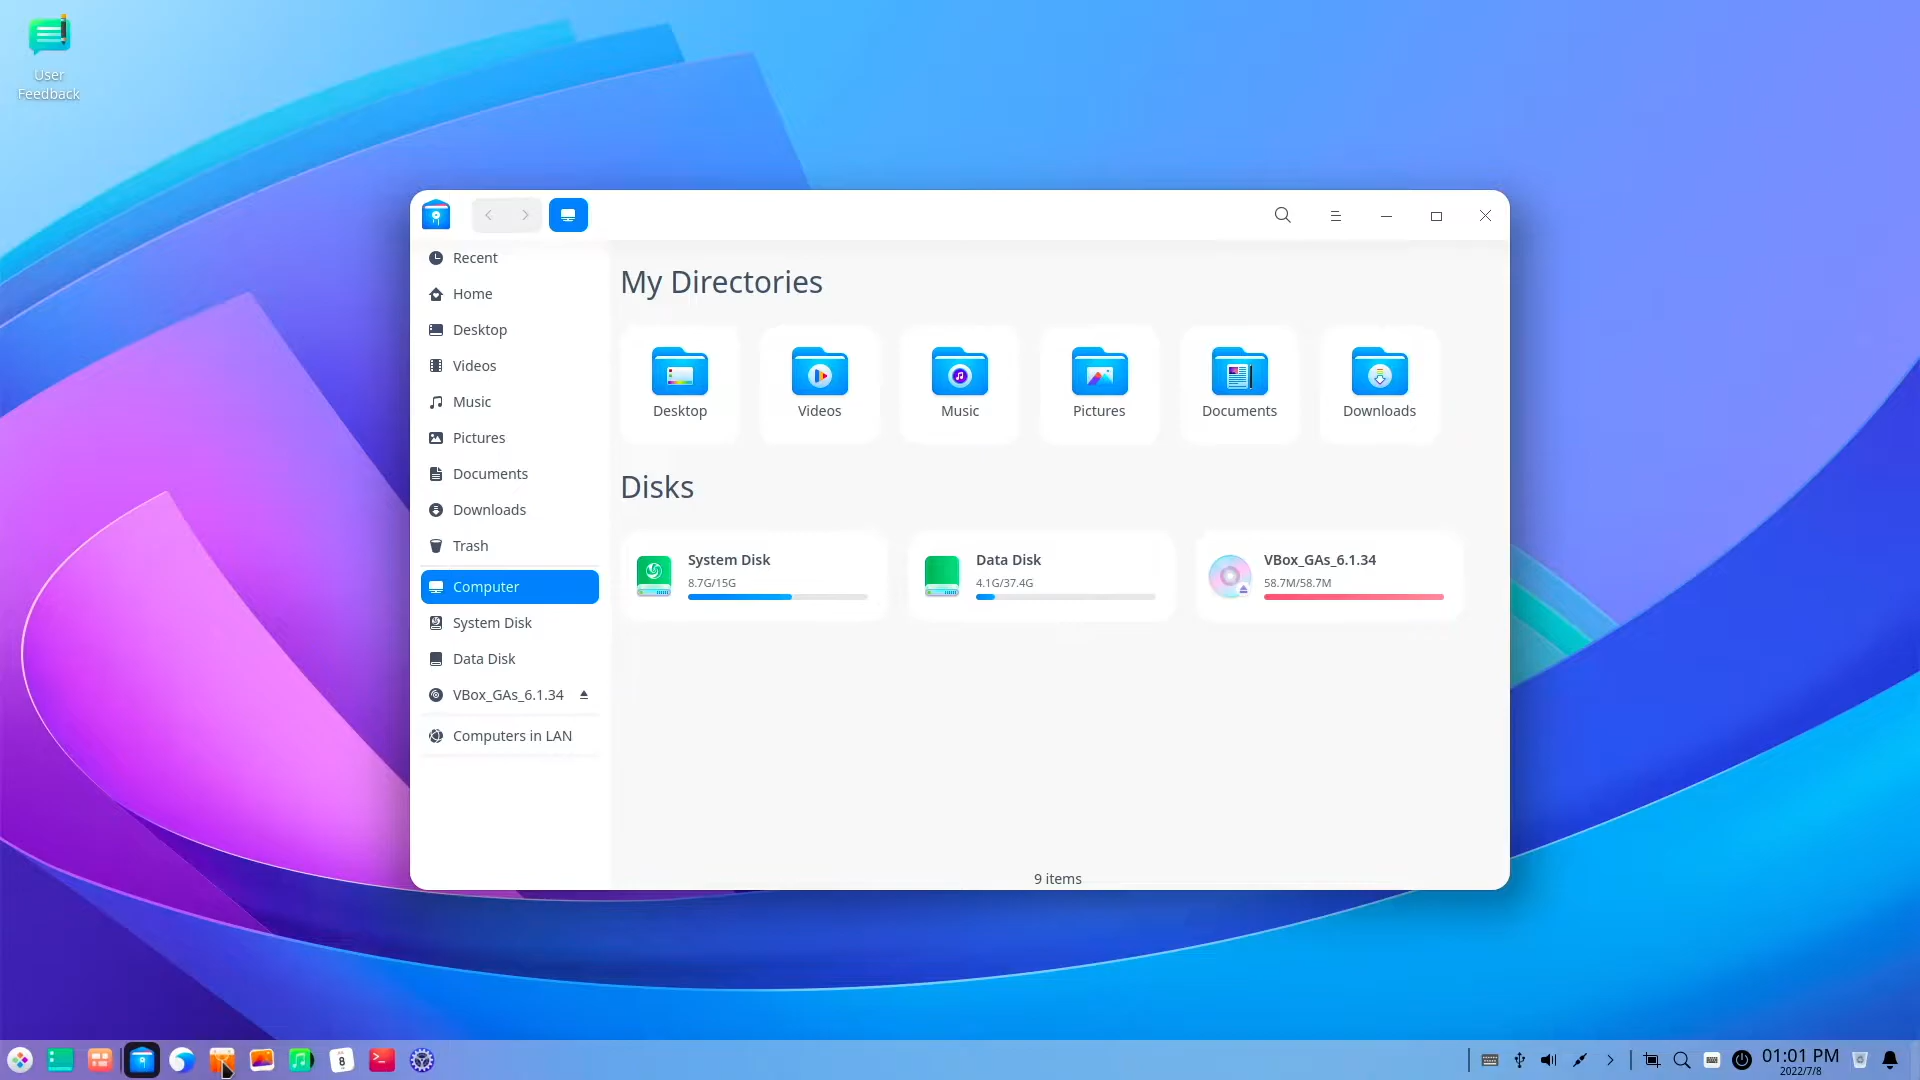 User
Feedback
Recent
Home
Desktop
Videos
Music
Pictures
Documents
Downloads
Trash
Computer
System Disk
Data Disk
VBox_GAs_6.1.34
Computers in LAN
My Directories
Desktop
Videos
Music
Pictures
Documents
Downloads
Disks
System Disk
8.7G/15G
Data Disk
4.1G/37.4G
VBox_GAs_6.1.34
58.7M/58.7M
9 items
8
01:01 PM
2022/7/8